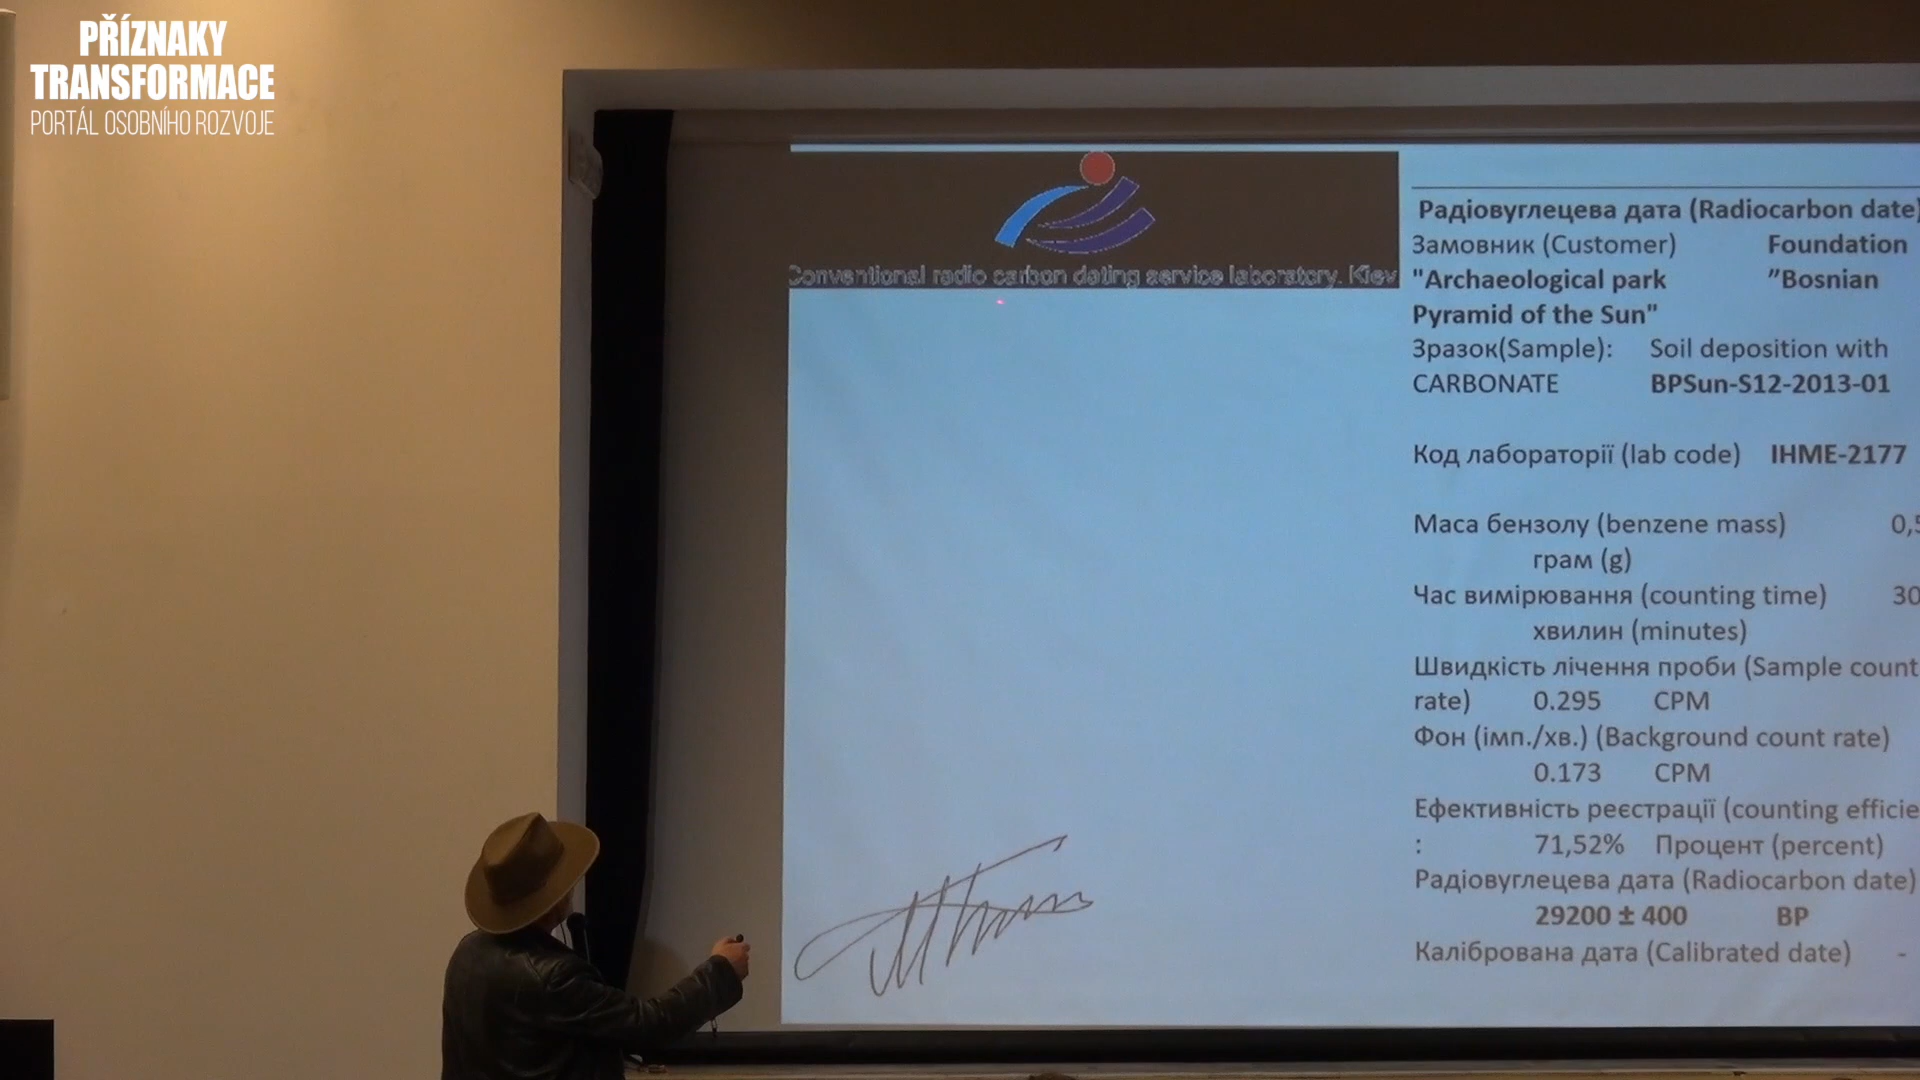 PŘÍZNAKY
TRANSFORMACE
PORTÁL OSOBNÍHO ROZVOJE
Conventional radio carbon dating service laboratory. Kiev
Радіовуглецева дата (Radiocarbon date)
Замовник (Customer) Foundation
"Archaeological park ”Bosnian
Pyramid of the Sun"
Зразок(Sample): Soil deposition with
CARBONATE BPSun-S12-2013-01
Код лабораторії (lab code) IHME-2177
Маса бензолу (benzene mass)
грам (g)
Час вимірювання (counting time)
хвилин (minutes)
Швидкість лічення проби (Sample count
rate) 0.295 CPM
Фон (імп./хв.) (Background count rate)
0.173 CPM
Ефективність реєстрації (counting
: 71,52% Процент (percent)
Радіовуглецева дата (Radiocarbon date)
29200 ± 400 BP
Калібрована дата (Calibrated date) -